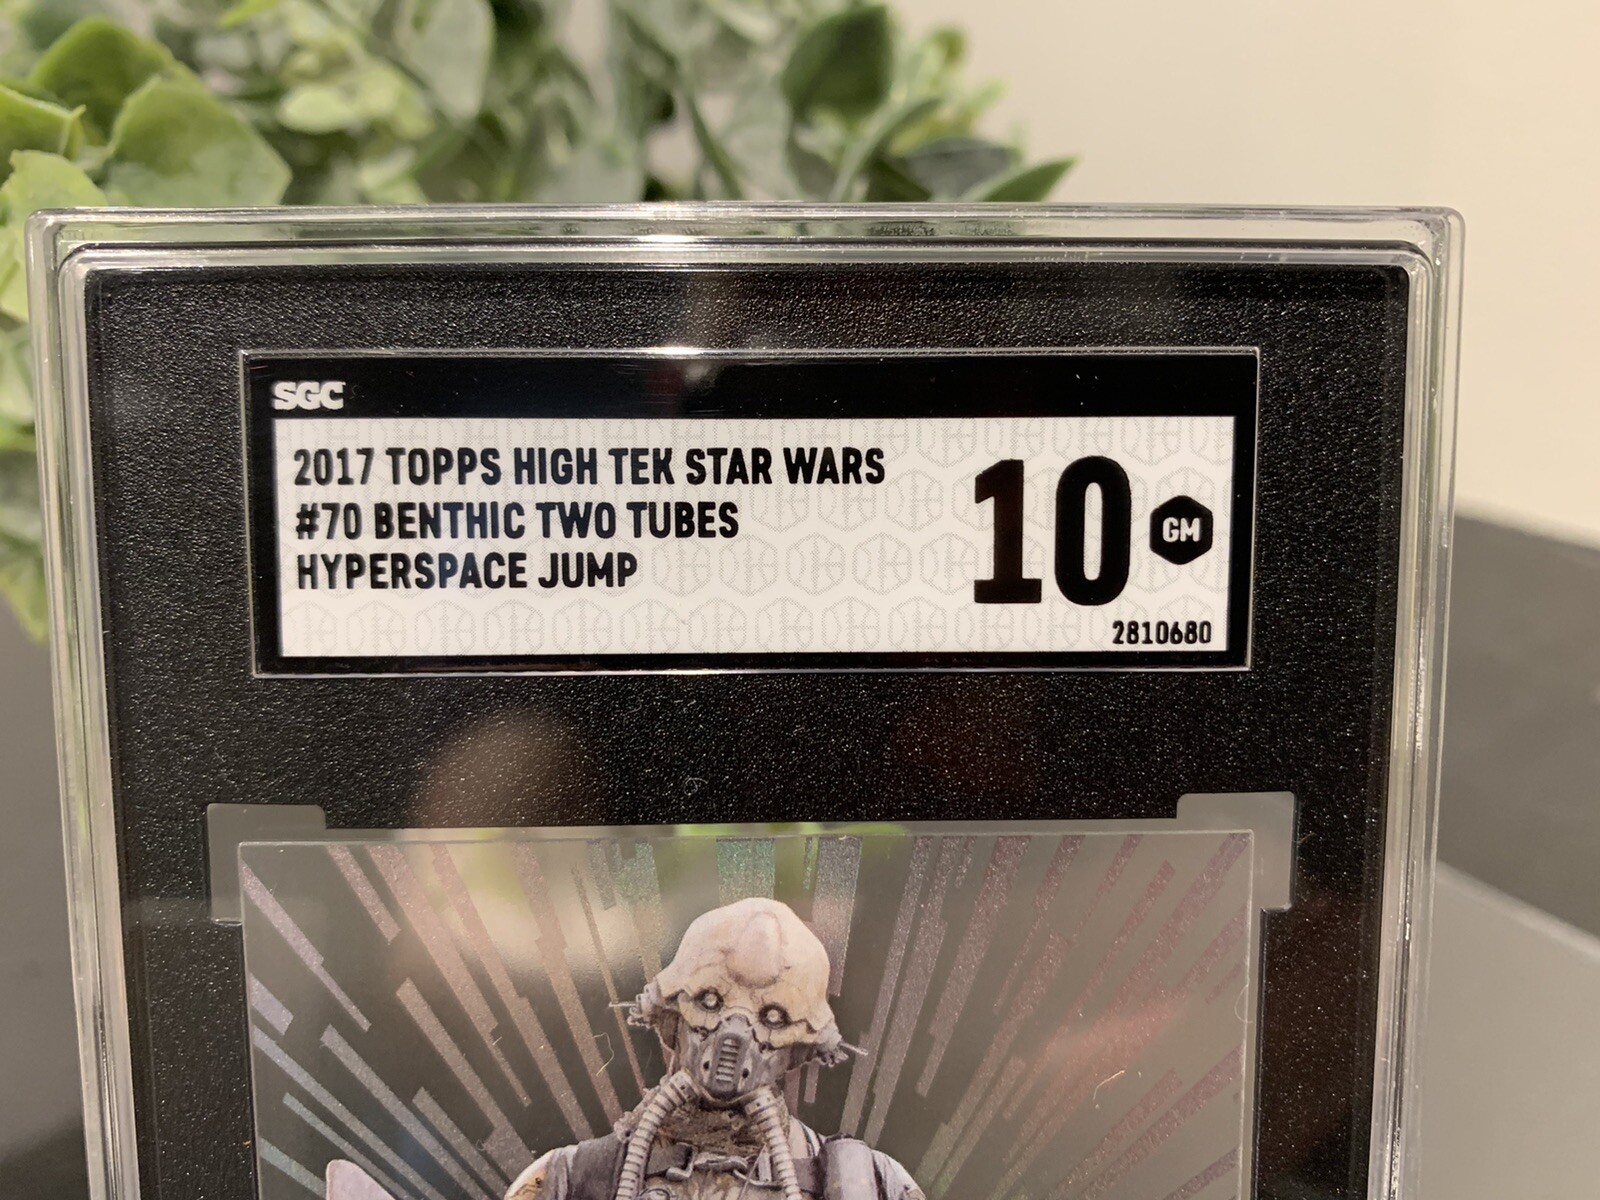 SGC
2017 TOPPS HIGH TEK STAR WARS
#70 BENTHIC TWO TUBES
HYPERSPACE JUMP
10 GM
2810680